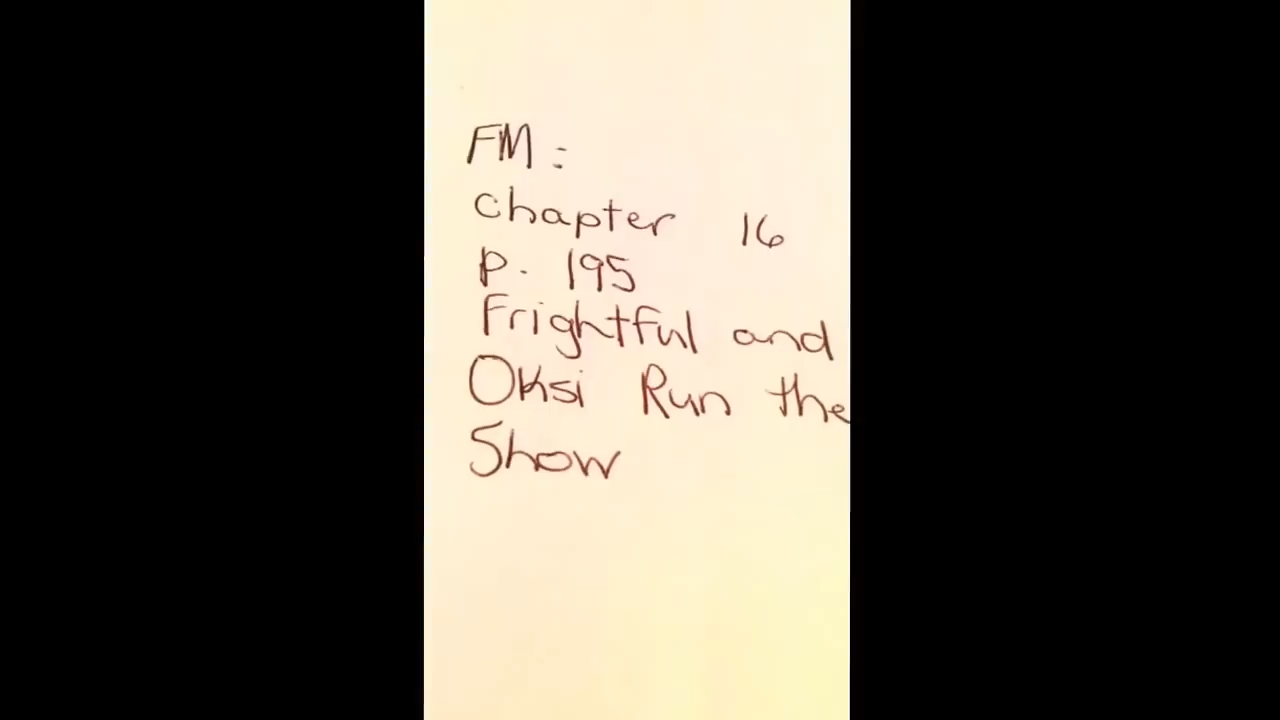 FM:
chapter 16
p. 195
Frightful and
Oksi Run the
Show